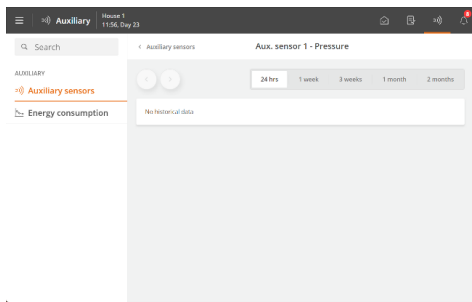 Auxiliary
House 1
11:56, Day 23
8
Search
Auxiliary sensors
Aux. sensor 1 - Pressure
AUXILIARY
Auxiliary sensors
Energy consumption
24 hrs
1 week
3 weeks
1 month
2 months
No historical data